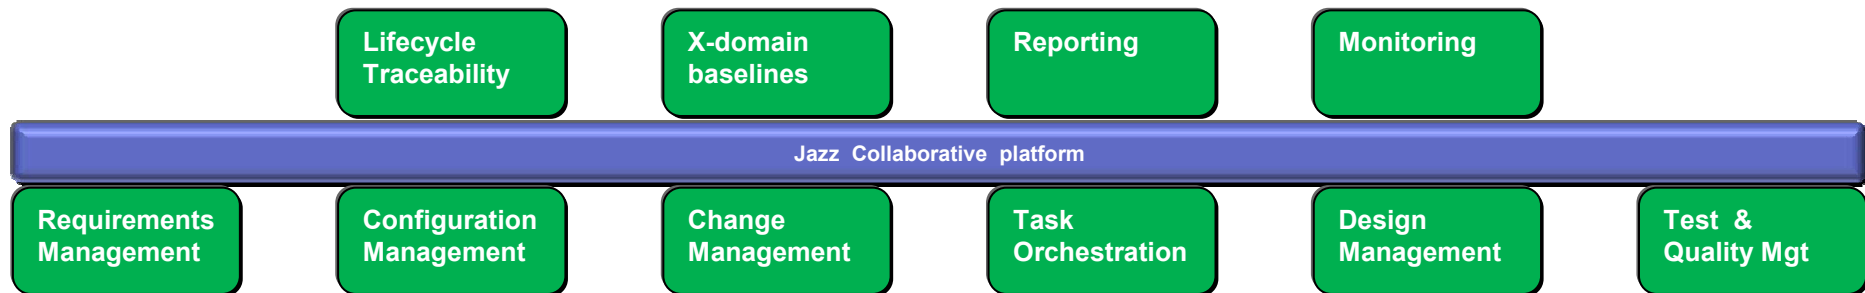 Lifecycle
Traceability
X-domain
baselines
Reporting
Monitoring
Jazz Collaborative platform
Requirements
Management
Configuration
Management
Change
Management
Task
Orchestration
Design
Management
Test &
Quality Mgt